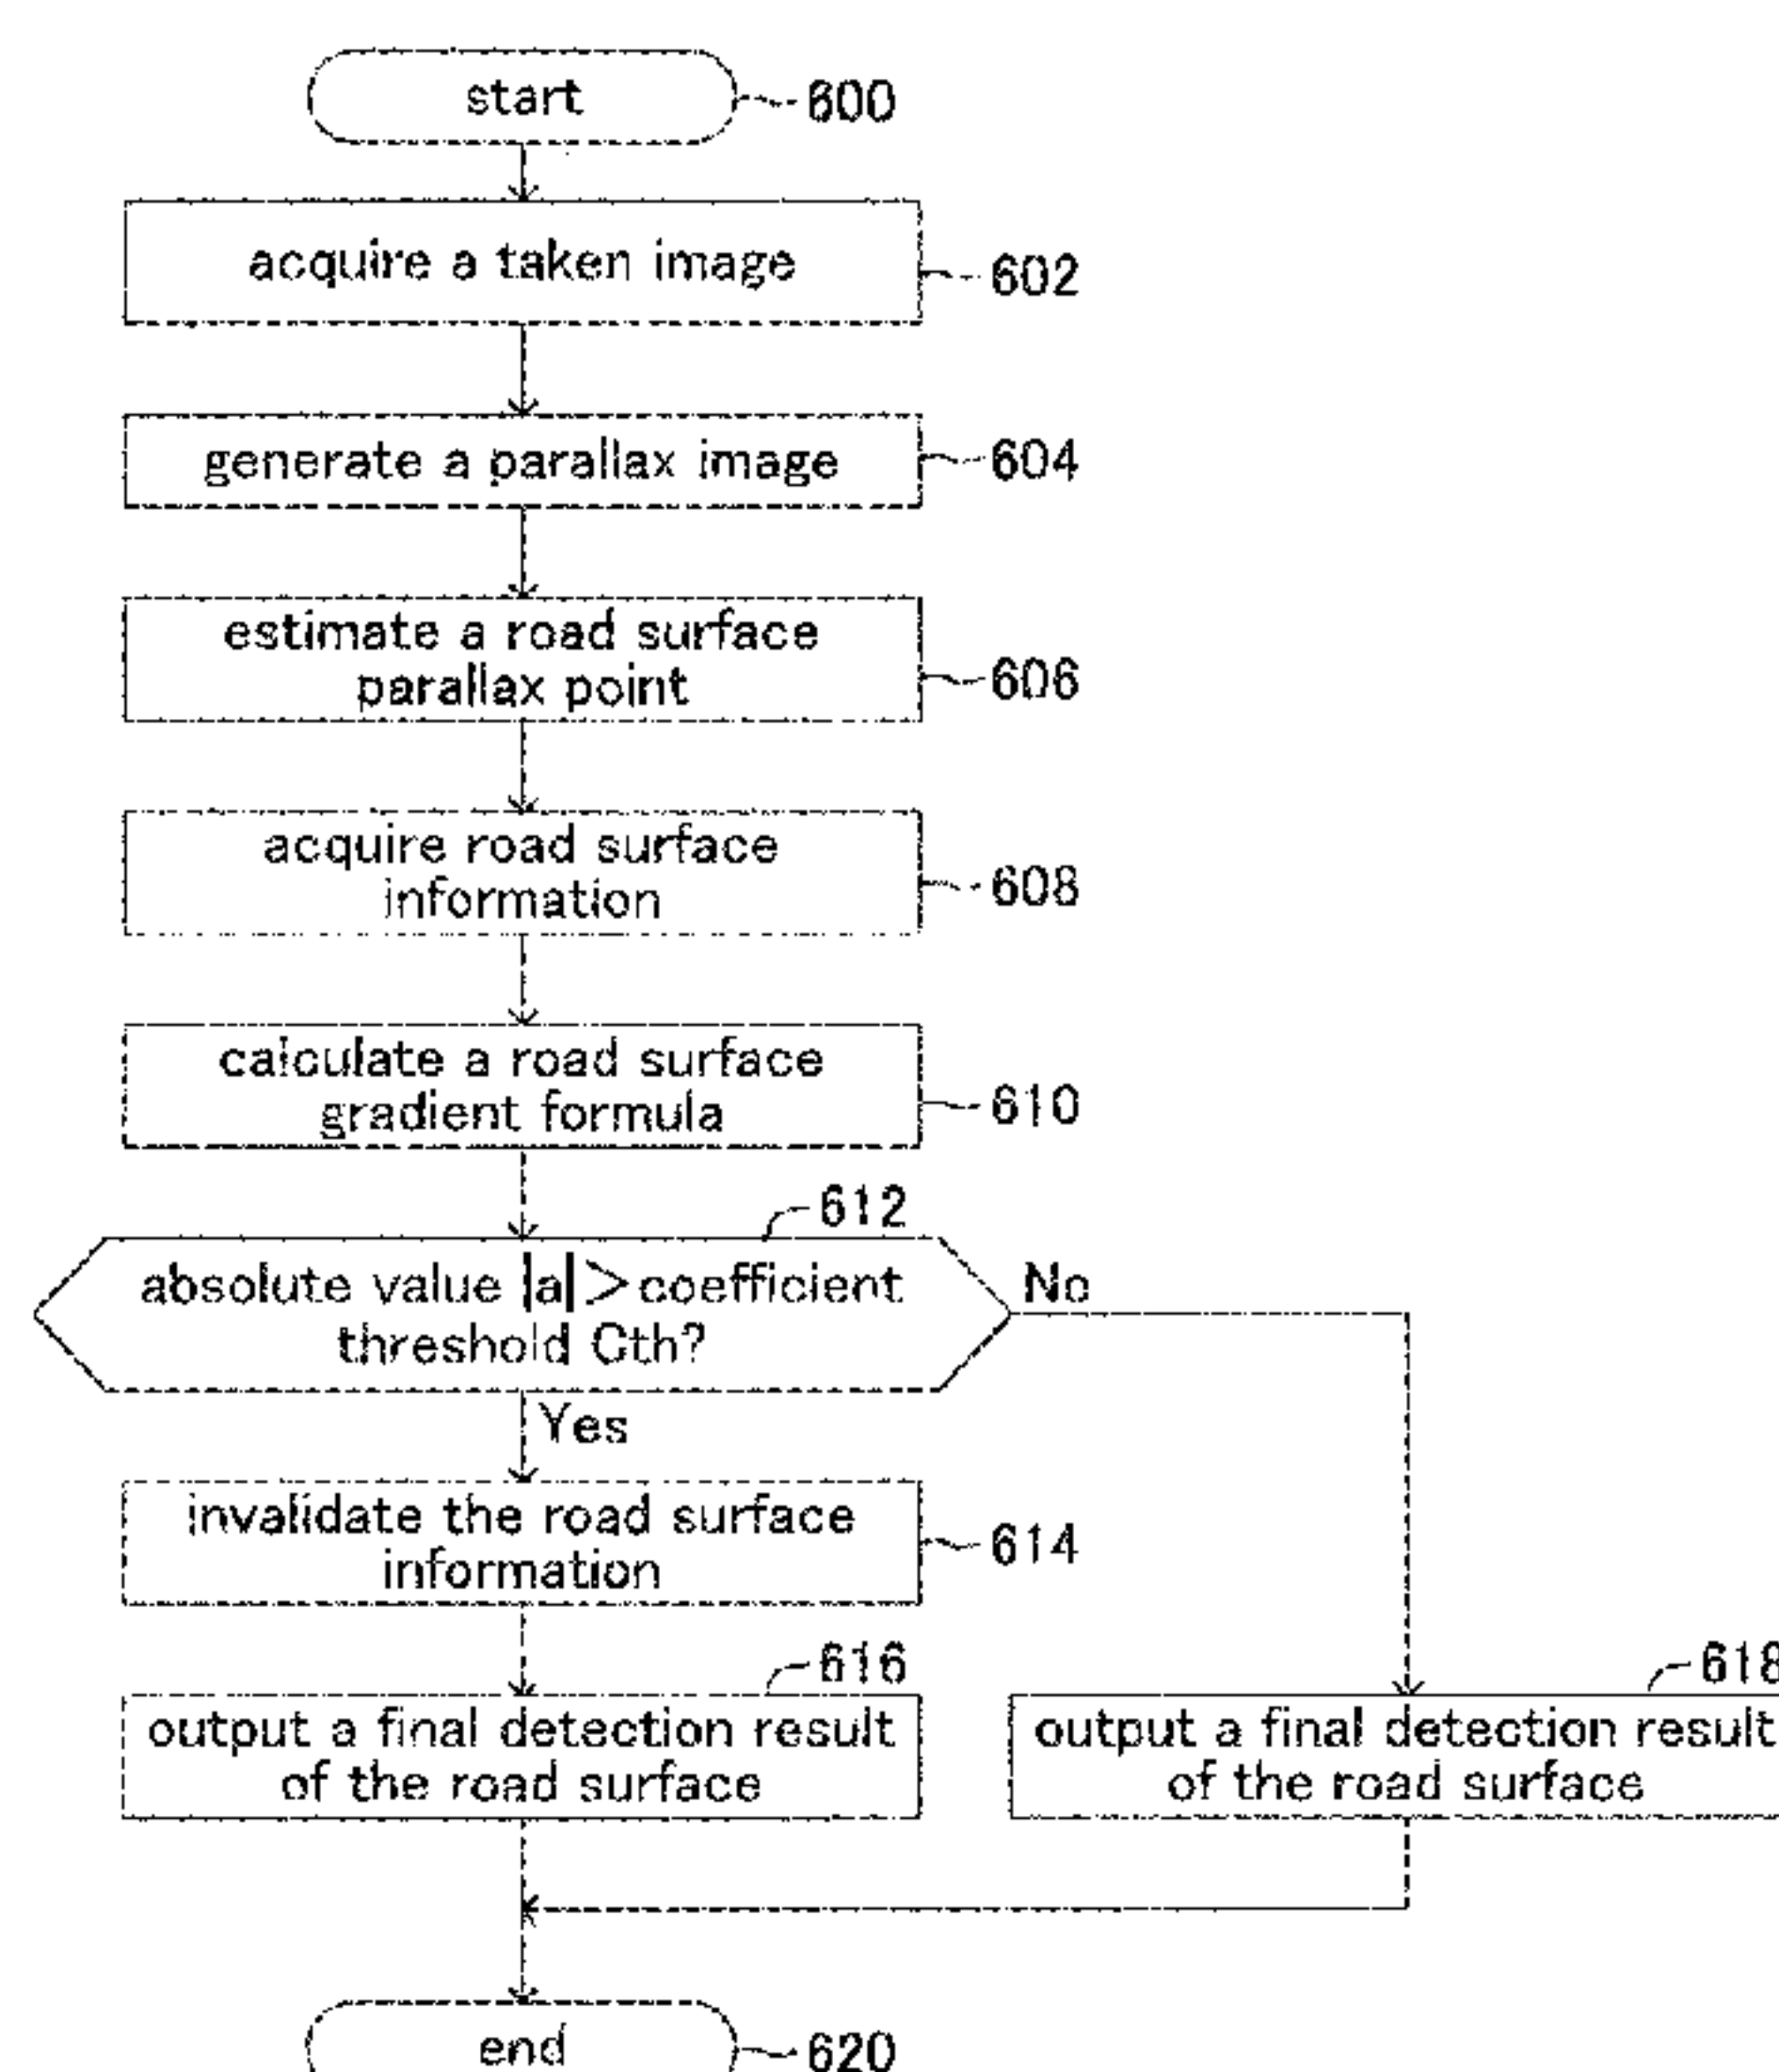 start
600
acquire a taken image
602
generate a parallax image
604
estimate a road surface
parallax point
606
acquire road surface
information
608
calculate a road surface
gradient formula
610
612
absolute value |a|>coefficient
threshold Cth?
No
Yes
invalidate the road surface
information
614
616
output a final detection result
of the road surface
618
output a final detection result
of the road surface
end
620